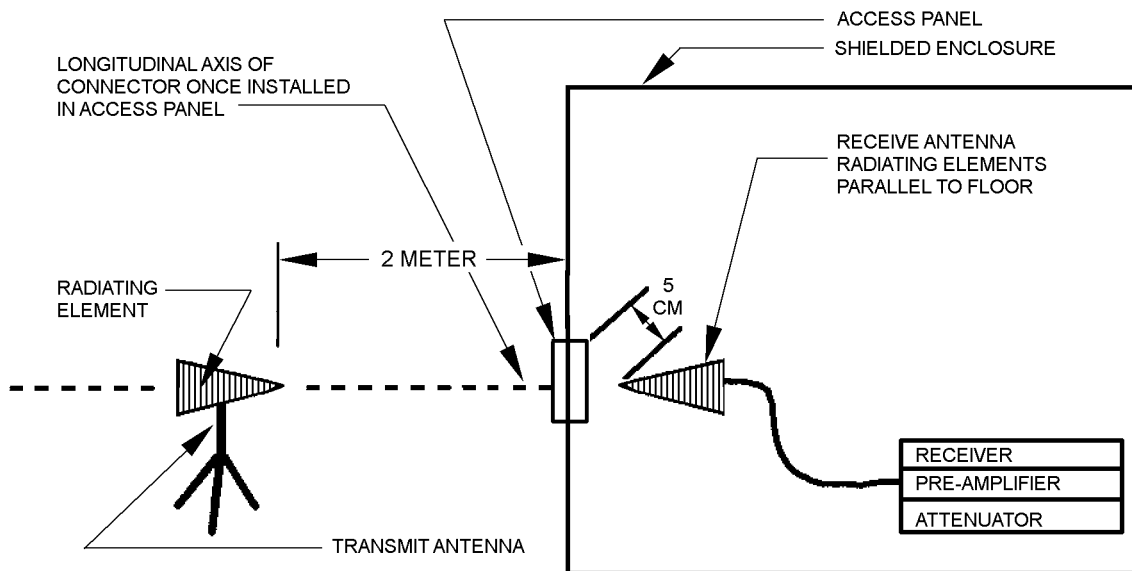 ACCESS PANEL
SHIELDED ENCLOSURE
LONGITUDINAL AXIS OF
CONNECTOR ONCE INSTALLED
IN ACCESS PANEL
RECEIVE ANTENNA
RADIATING ELEMENTS
PARALLEL TO FLOOR
2 METER
5
CM
RADIATING
ELEMENT
RECEIVER
PRE-AMPLIFIER
ATTENUATOR
TRANSMIT ANTENNA